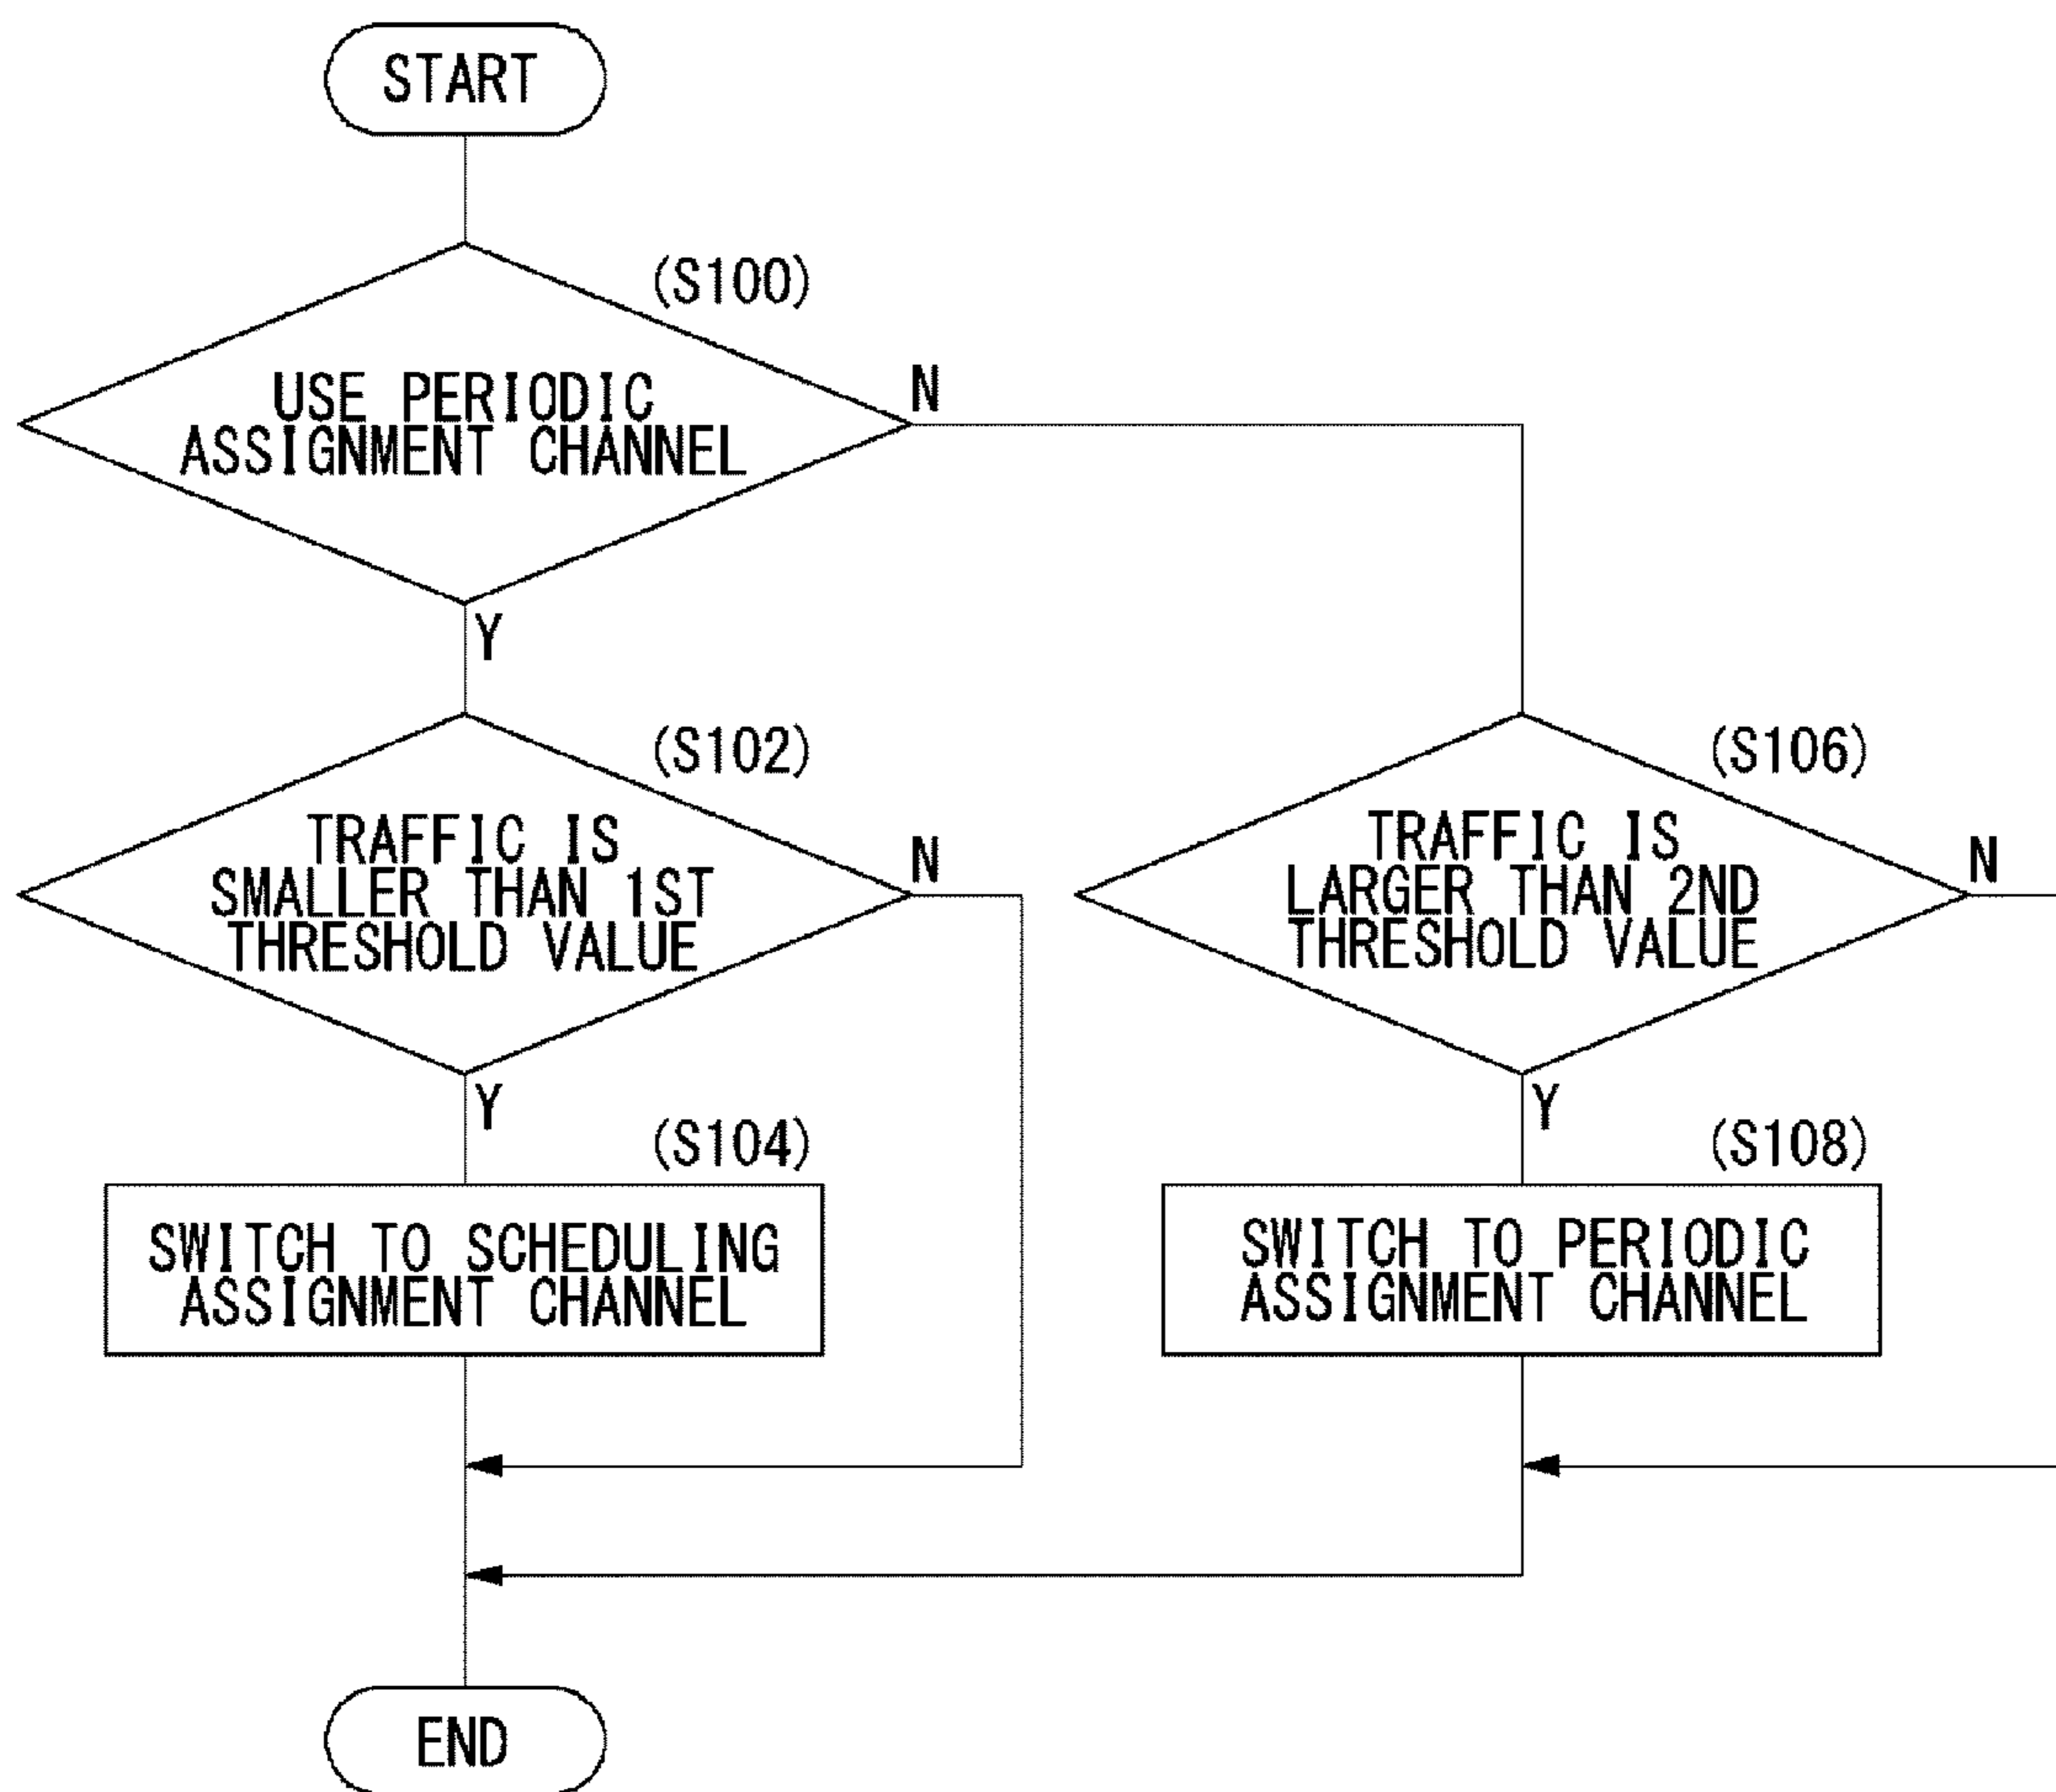 START
(S100)
USE PERIODIC
ASSIGNMENT CHANNEL
N
Y
(S102)
TRAFFIC IS
SMALLER THAN 1ST
THRESHOLD VALUE
N
Y
(S106)
TRAFFIC IS
LARGER THAN 2ND
THRESHOLD VALUE
N
Y
(S104)
SWITCH TO SCHEDULING
ASSIGNMENT CHANNEL
(S108)
SWITCH TO PERIODIC
ASSIGNMENT CHANNEL
END